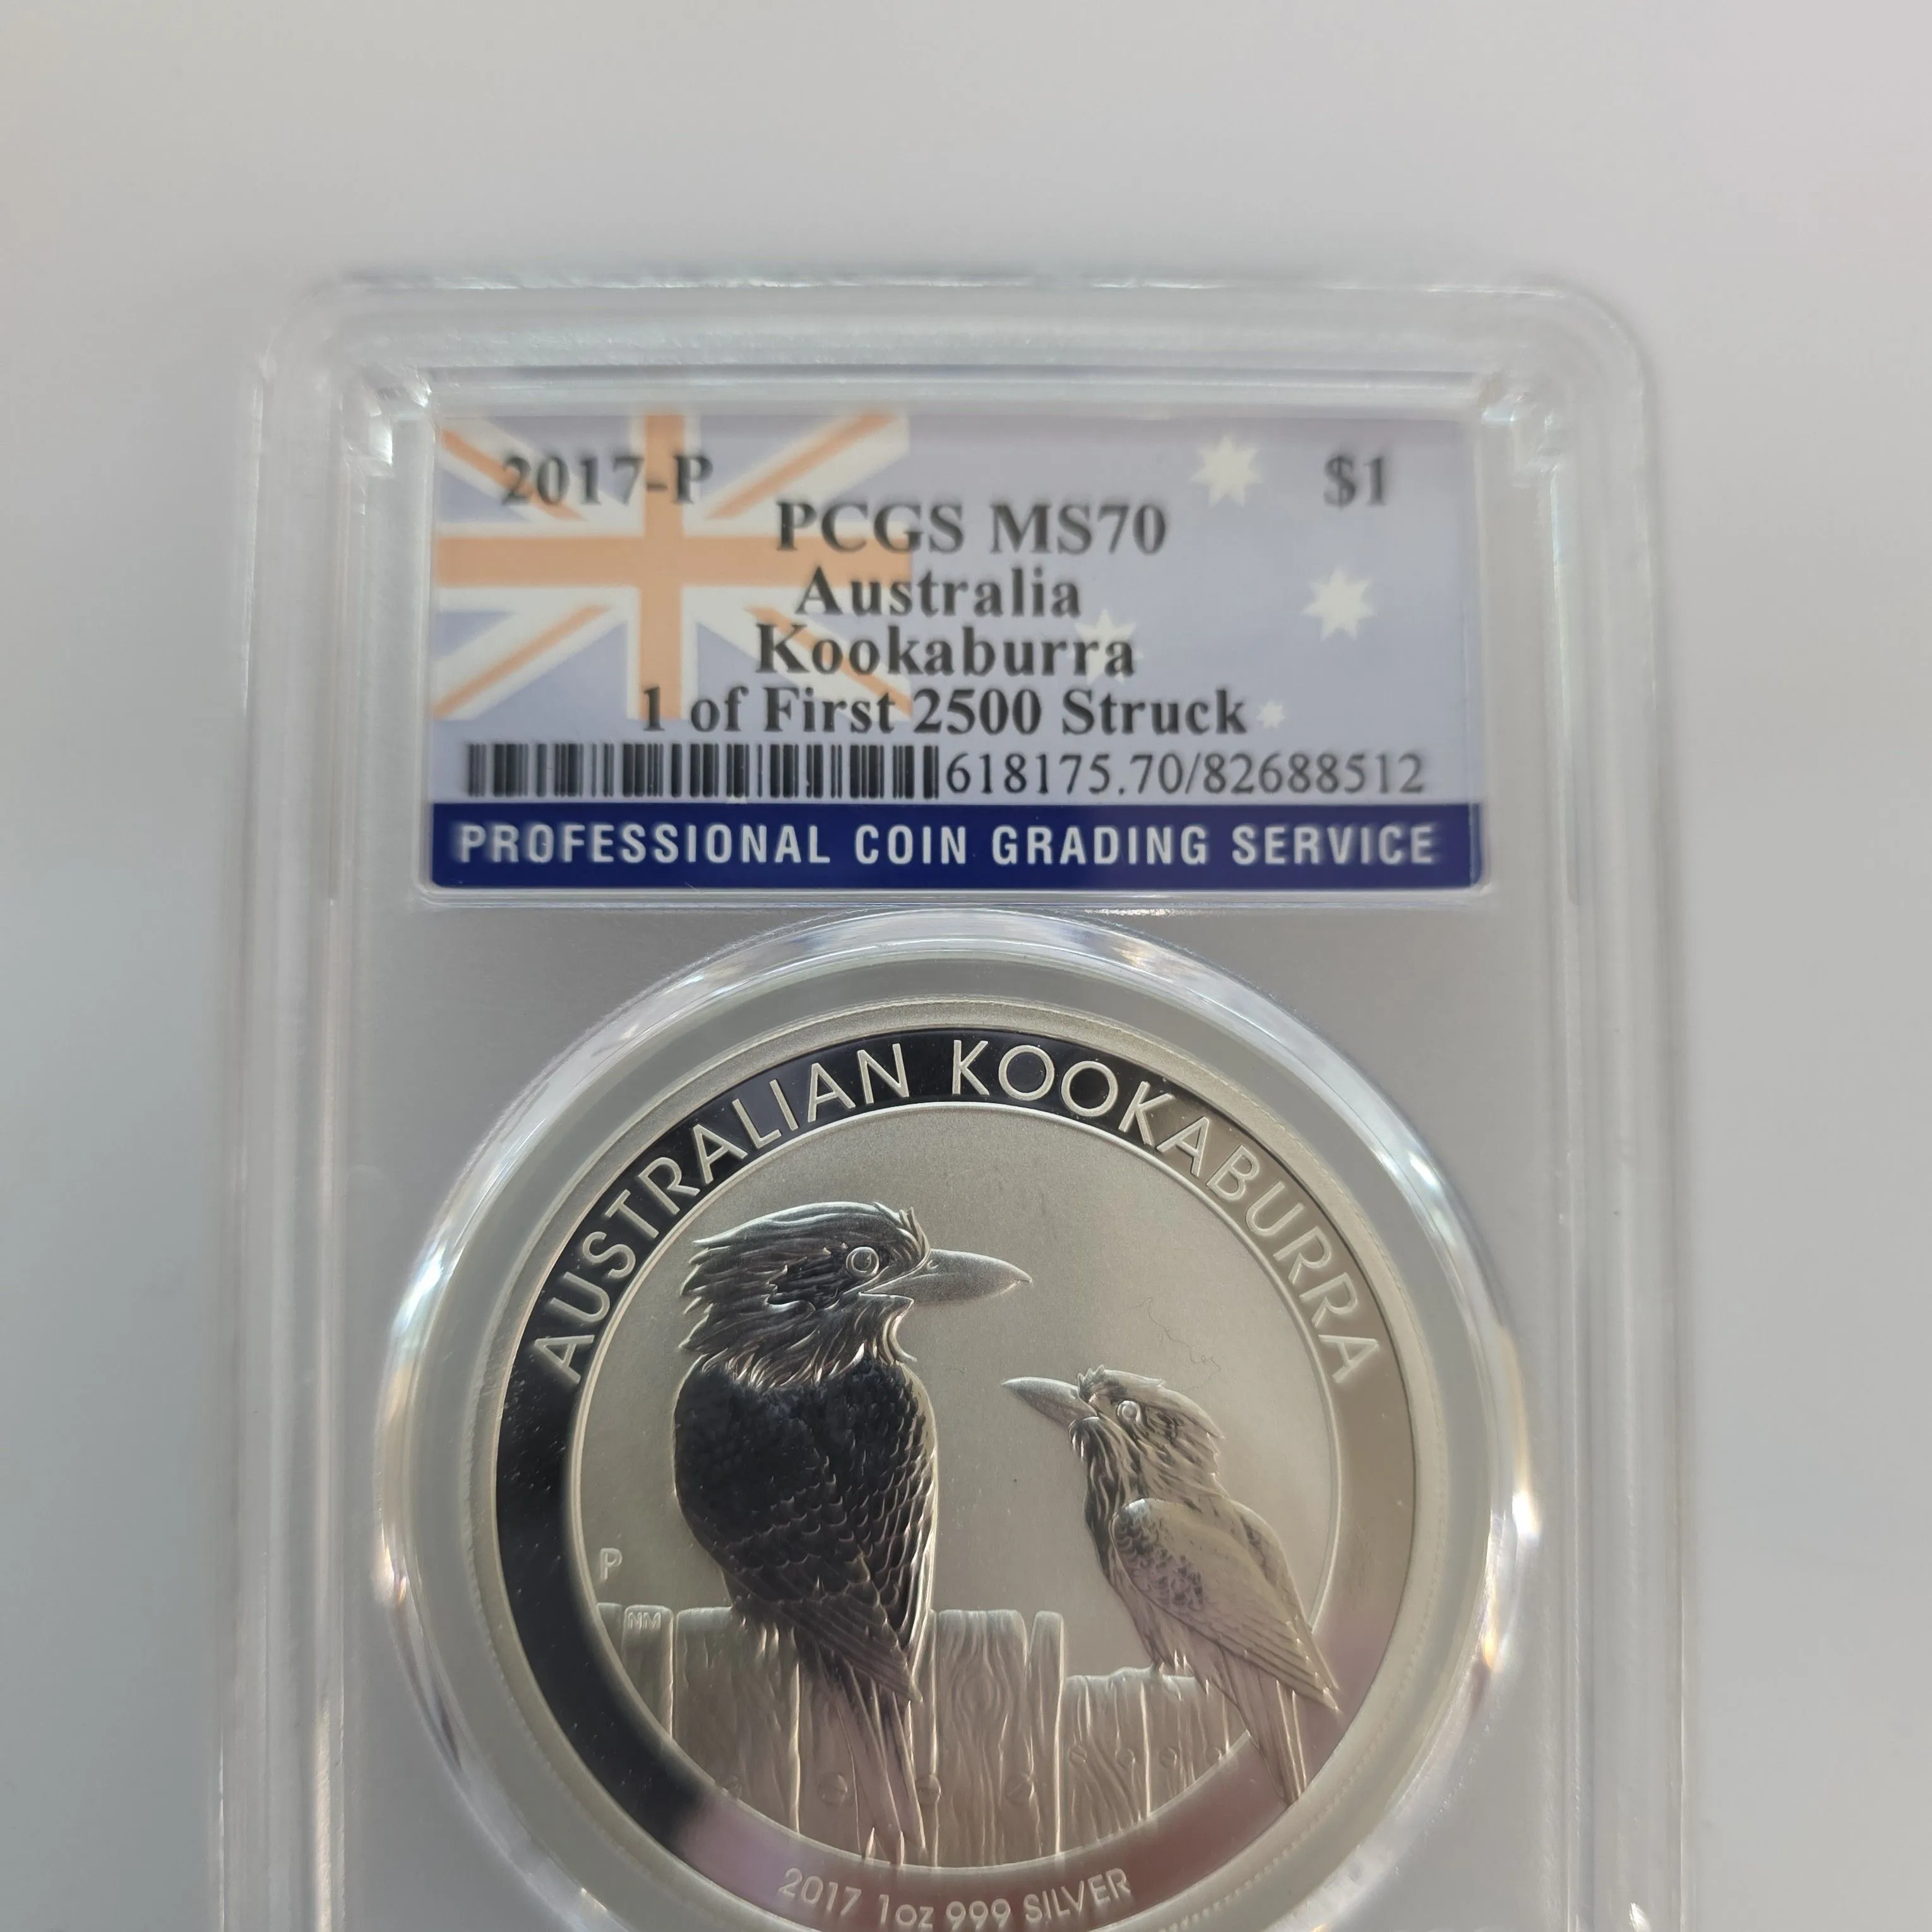 2017-P $1
PCGS MS70
Australia
Kookaburra
1 of First 2500 Struck
618175.70/82688512
PROFESSIONAL COIN GRADING SERVICE
AUSTRALIAN KOOKABURRA
P
NM
2017 1oz 999 SILVER